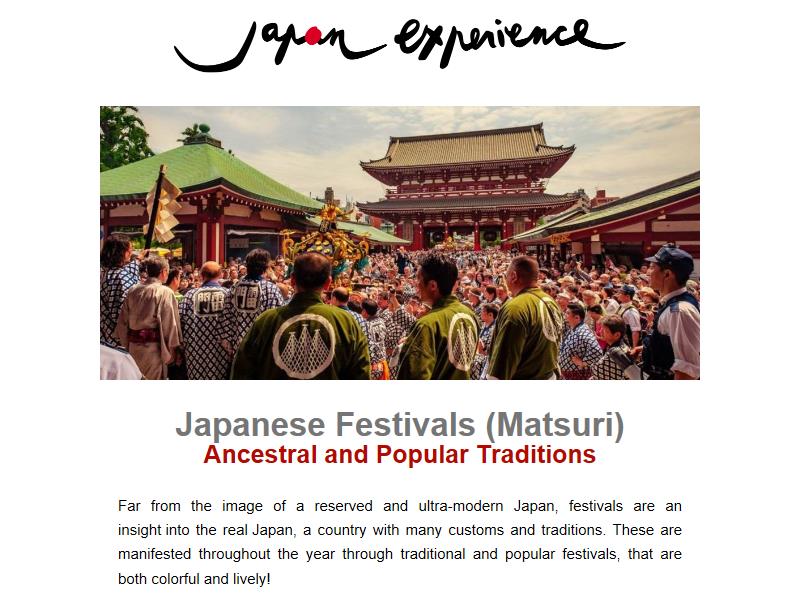 Japan experience
Japanese Festivals (Matsuri)
Ancestral and Popular Traditions
Far from the image of a reserved and ultra-modern Japan, festivals are an
insight into the real Japan, a country with many customs and traditions. These are
manifested throughout the year through traditional and popular festivals, that are
both colorful and lively!